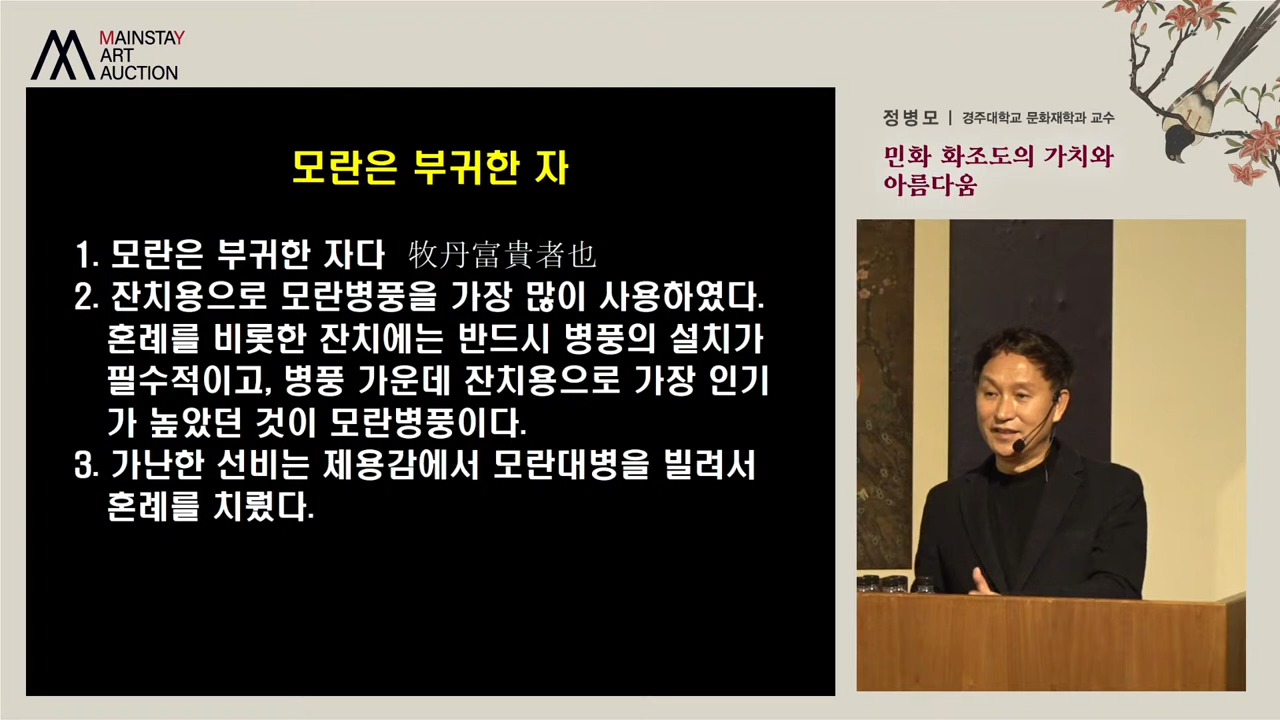 MAINSTAY
ART
AUCTION
정병모 | 경주대학교 문화재학과 교수
민화 화조도의 가치와
아름다움
모란은 부귀한 자
1. 모란은 부귀한 자다 牧丹富貴者也
2. 잔치용으로 모란병풍을 가장 많이 사용하였다.
혼례를 비롯한 잔치에는 반드시 병풍의 설치가
필수적이고, 병풍 가운데 잔치용으로 가장 인기
가 높았던 것이 모란병풍이다.
3. 가난한 선비는 제용감에서 모란대병을 빌려서
혼례를 치뤘다.